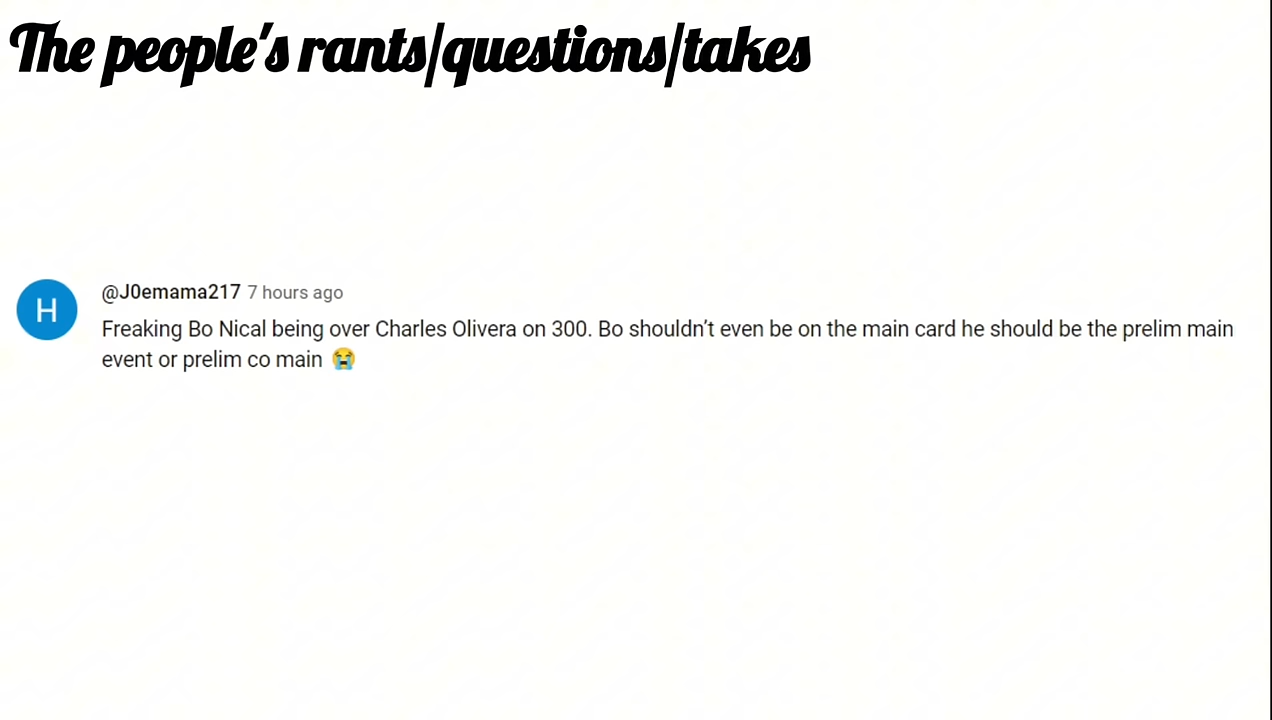 The people's rants/questions/takes
H
@J0emama217 7 hours ago
Freaking Bo Nical being over Charles Olivera on 300. Bo shouldn't even be on the main card he should be the prelim main
event or prelim co main 😭